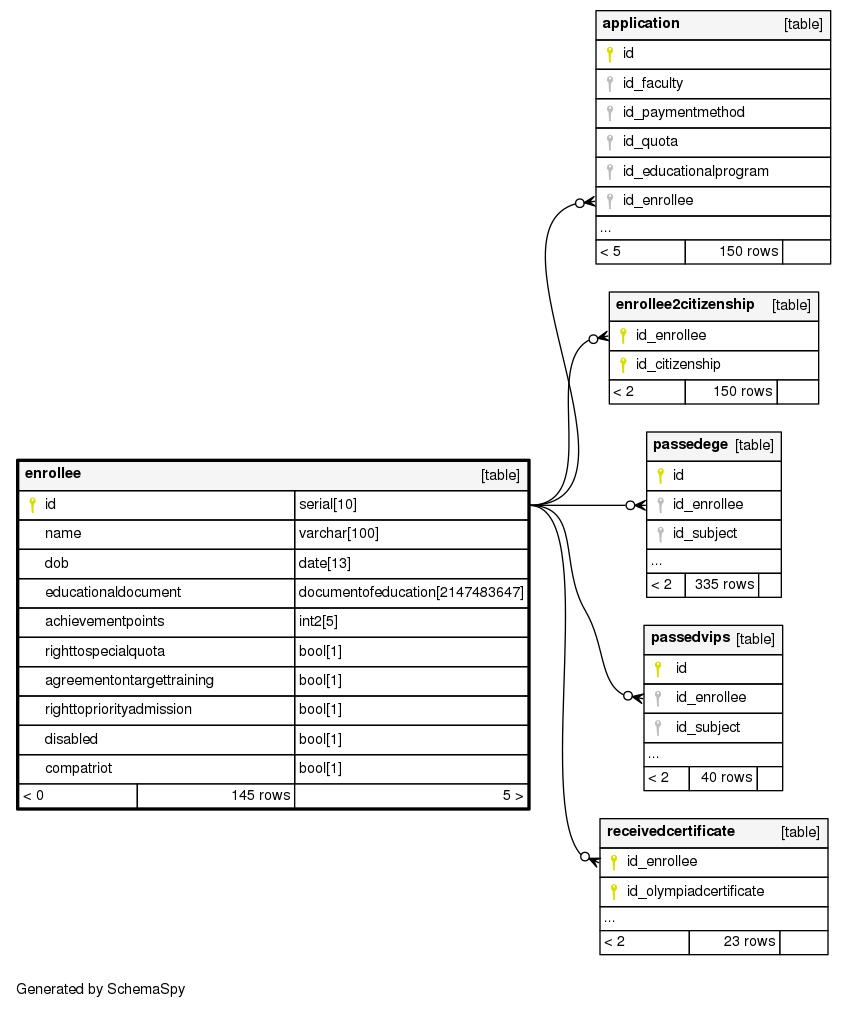 application [table]
id
id_faculty
id_paymentmethod
id_quota
id_educationalprogram
id_enrollee
...
< 5 150 rows
enrollee2citizenship [table]
id_enrollee
id_citizenship
< 2 150 rows
passedege [table]
id
id_enrollee
id_subject
...
< 2 335 rows
enrollee [table]
id serial[10]
name varchar[100]
dob date[13]
educationaldocument documentofeducation[2147483647]
achievementpoints int2[5]
righttospecialquota bool[1]
agreementontargettraining bool[1]
righttopriorityadmission bool[1]
disabled bool[1]
compatriot bool[1]
< 0 145 rows 5 >
passedvips [table]
id
id_enrollee
id_subject
...
< 2 40 rows
receivedcertificate [table]
id_enrollee
id_olympiadcertificate
...
< 2 23 rows
Generated by SchemaSpy